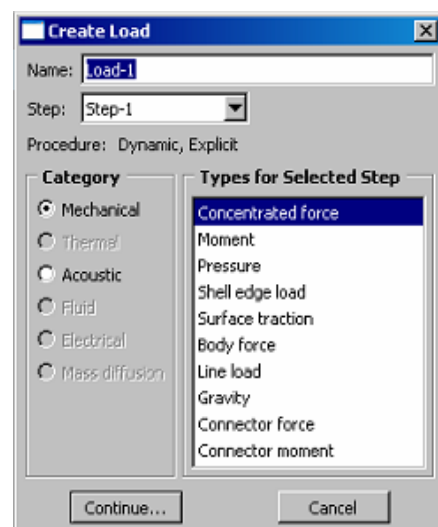 Create Load
Name: Load-1
Step: Step-1
Procedure: Dynamic, Explicit
Category
Mechanical
Thermal
Acoustic
Fluid
Electrical
Mass diffusion
Types for Selected Step
Concentrated force
Moment
Pressure
Shell edge load
Surface traction
Body force
Line load
Gravity
Connector force
Connector moment
Continue...
Cancel